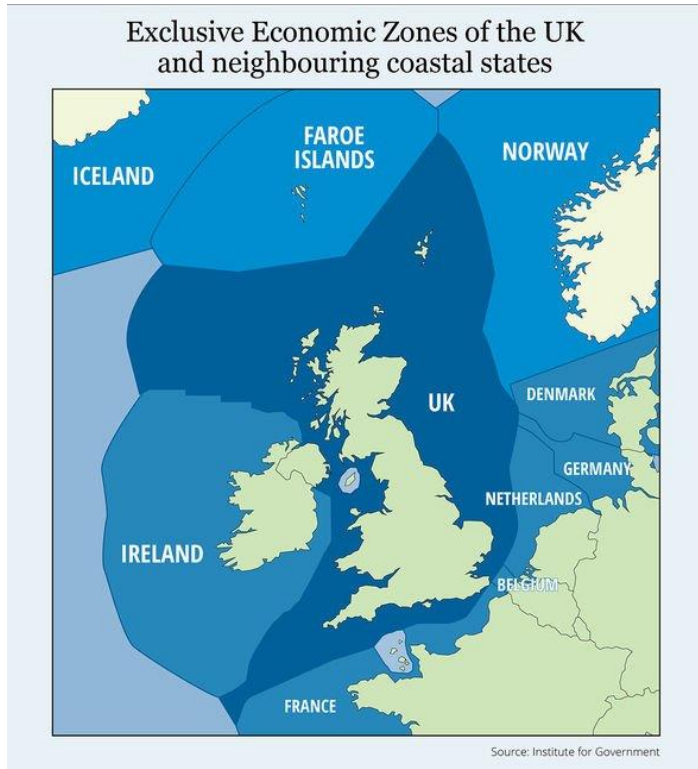 Exclusive Economic Zones of the UK
and neighbouring coastal states
ICELAND
FAROE
ISLANDS
NORWAY
UK
DENMARK
GERMANY
NETHERLANDS
IRELAND
BELGIUM
FRANCE
Source: Institute for Government